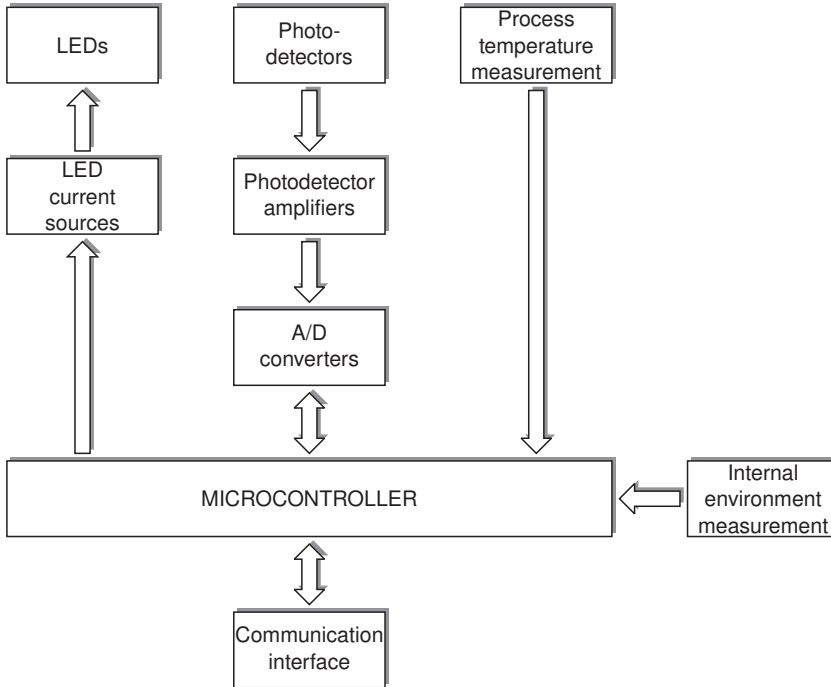 LEDs
Photo-
detectors
Process
temperature
measurement
LED
current
sources
Photodetector
amplifiers
A/D
converters
MICROCONTROLLER
Internal
environment
measurement
Communication
interface